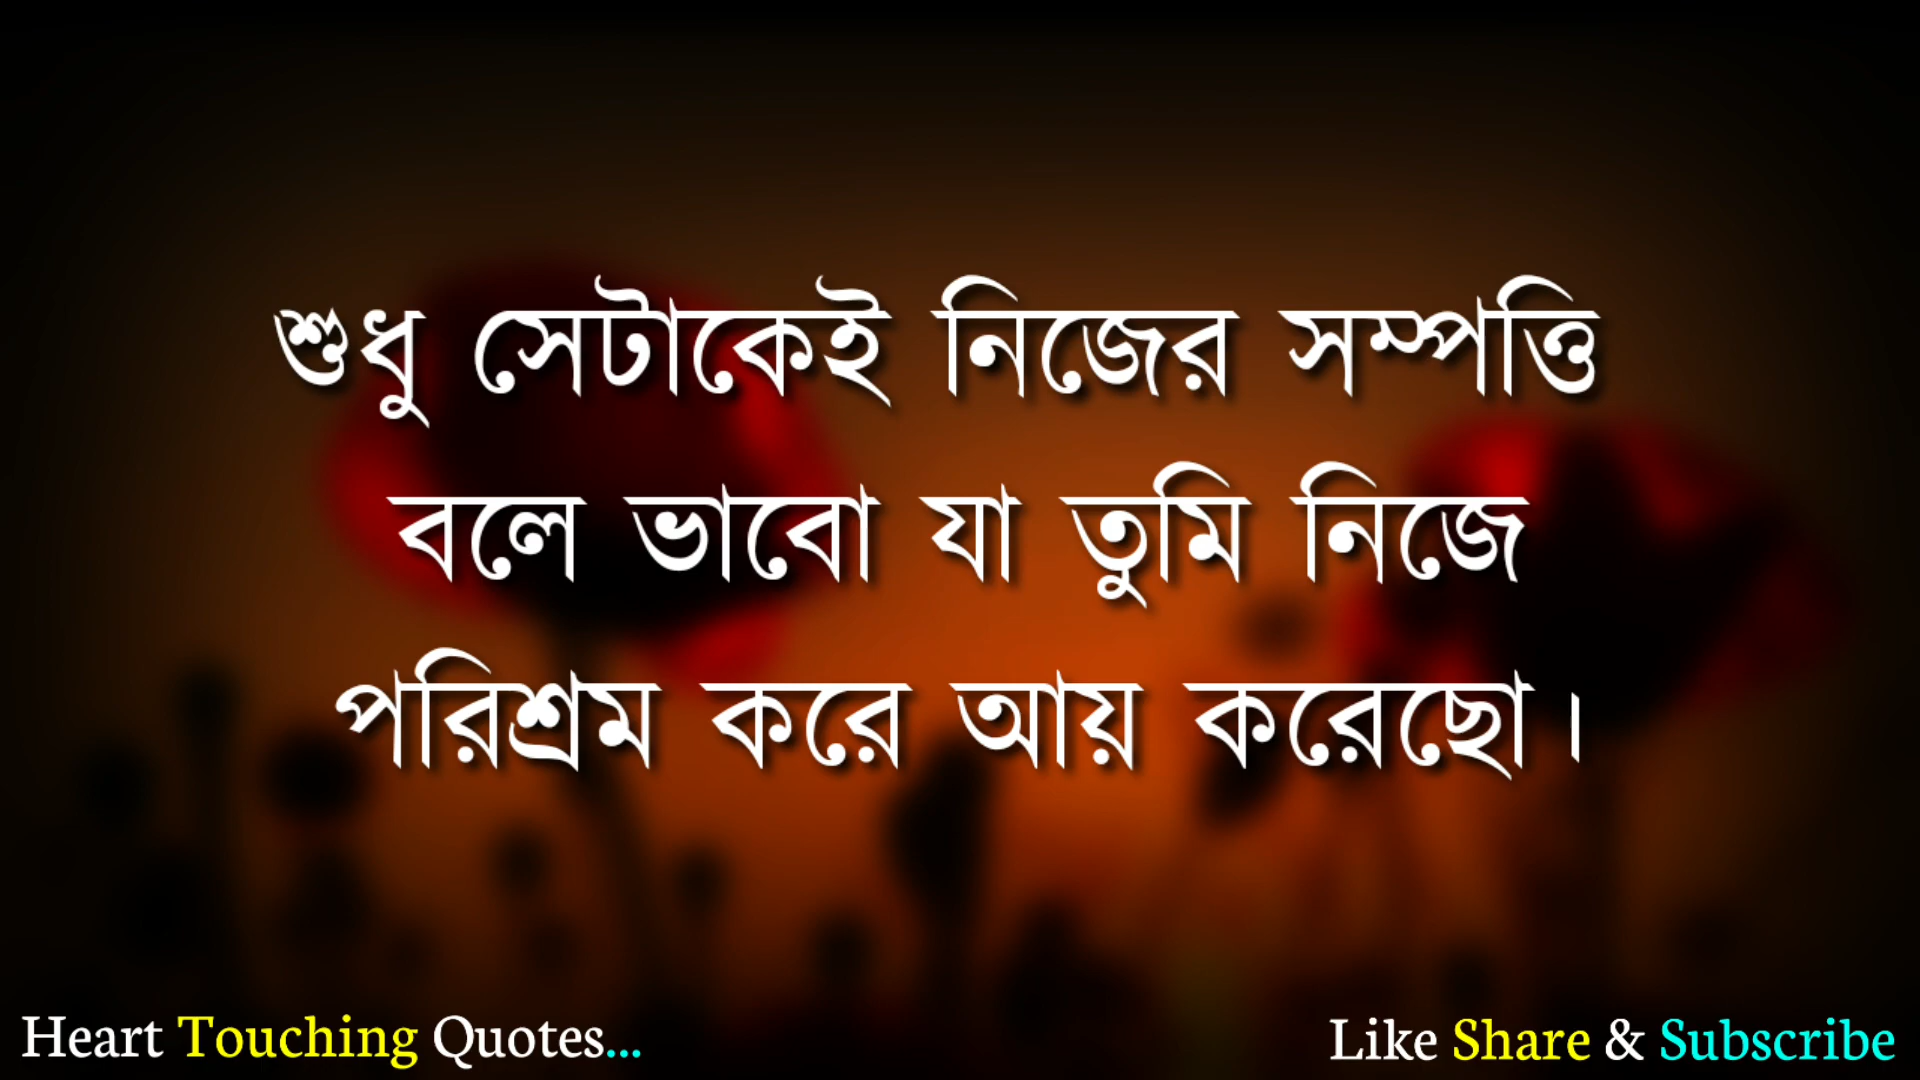 শুধু সেটাকেই নিজের সম্পত্তি
বলে ভাবো যা তুমি নিজে
পরিশ্রম করে আয় করেছো।
Heart Touching Quotes...
Like Share & Subscribe